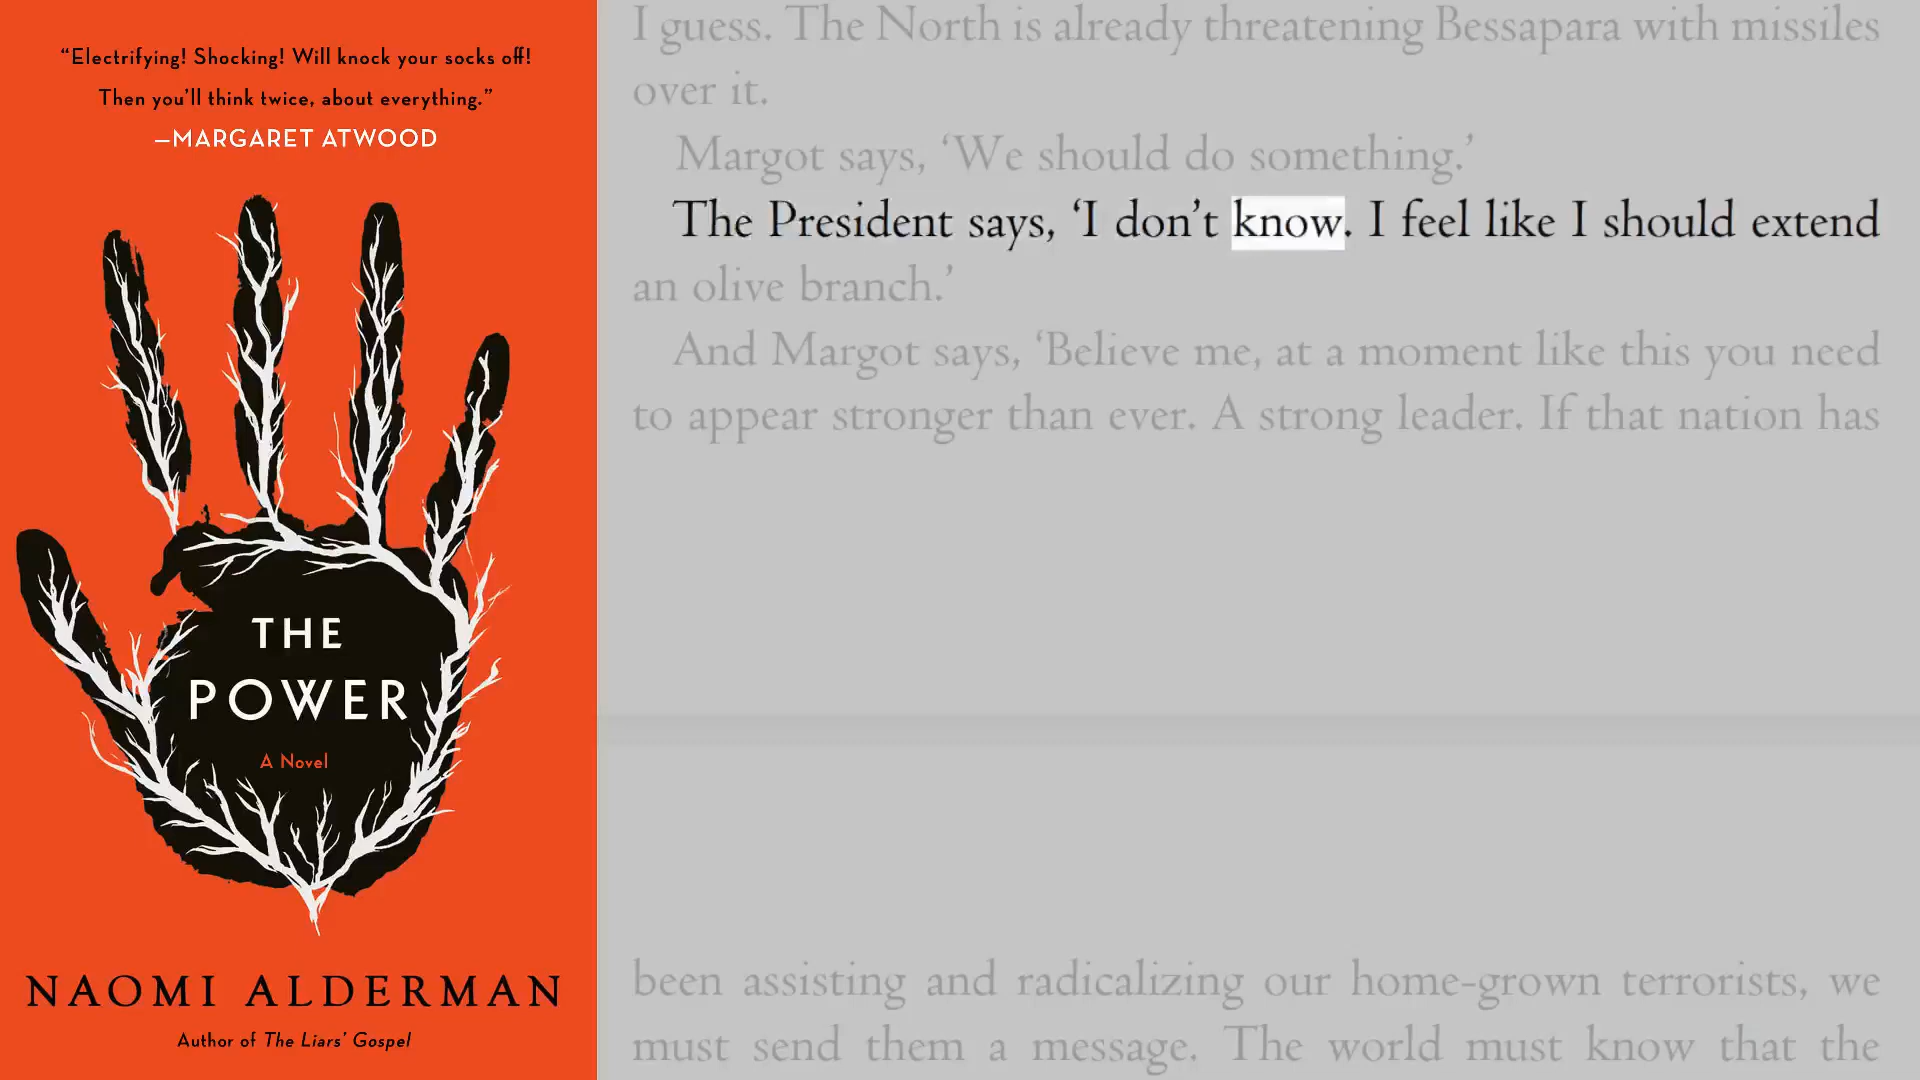 “Electrifying! Shocking! Will knock your socks off!
Then you’ll think twice, about everything.”
—MARGARET ATWOOD
THE
POWER
A Novel
NAOMI ALDERMAN
Author of The Liars’ Gospel
I guess. The North is already threatening Bessapara with missiles
over it.
Margot says, ‘We should do something.’
The President says, ‘I don’t know. I feel like I should extend
an olive branch.’
And Margot says, ‘Believe me, at a moment like this you need
to appear stronger than ever. A strong leader. If that nation has
been assisting and radicalizing our home-grown terrorists, we
must send them a message. The world must know that the